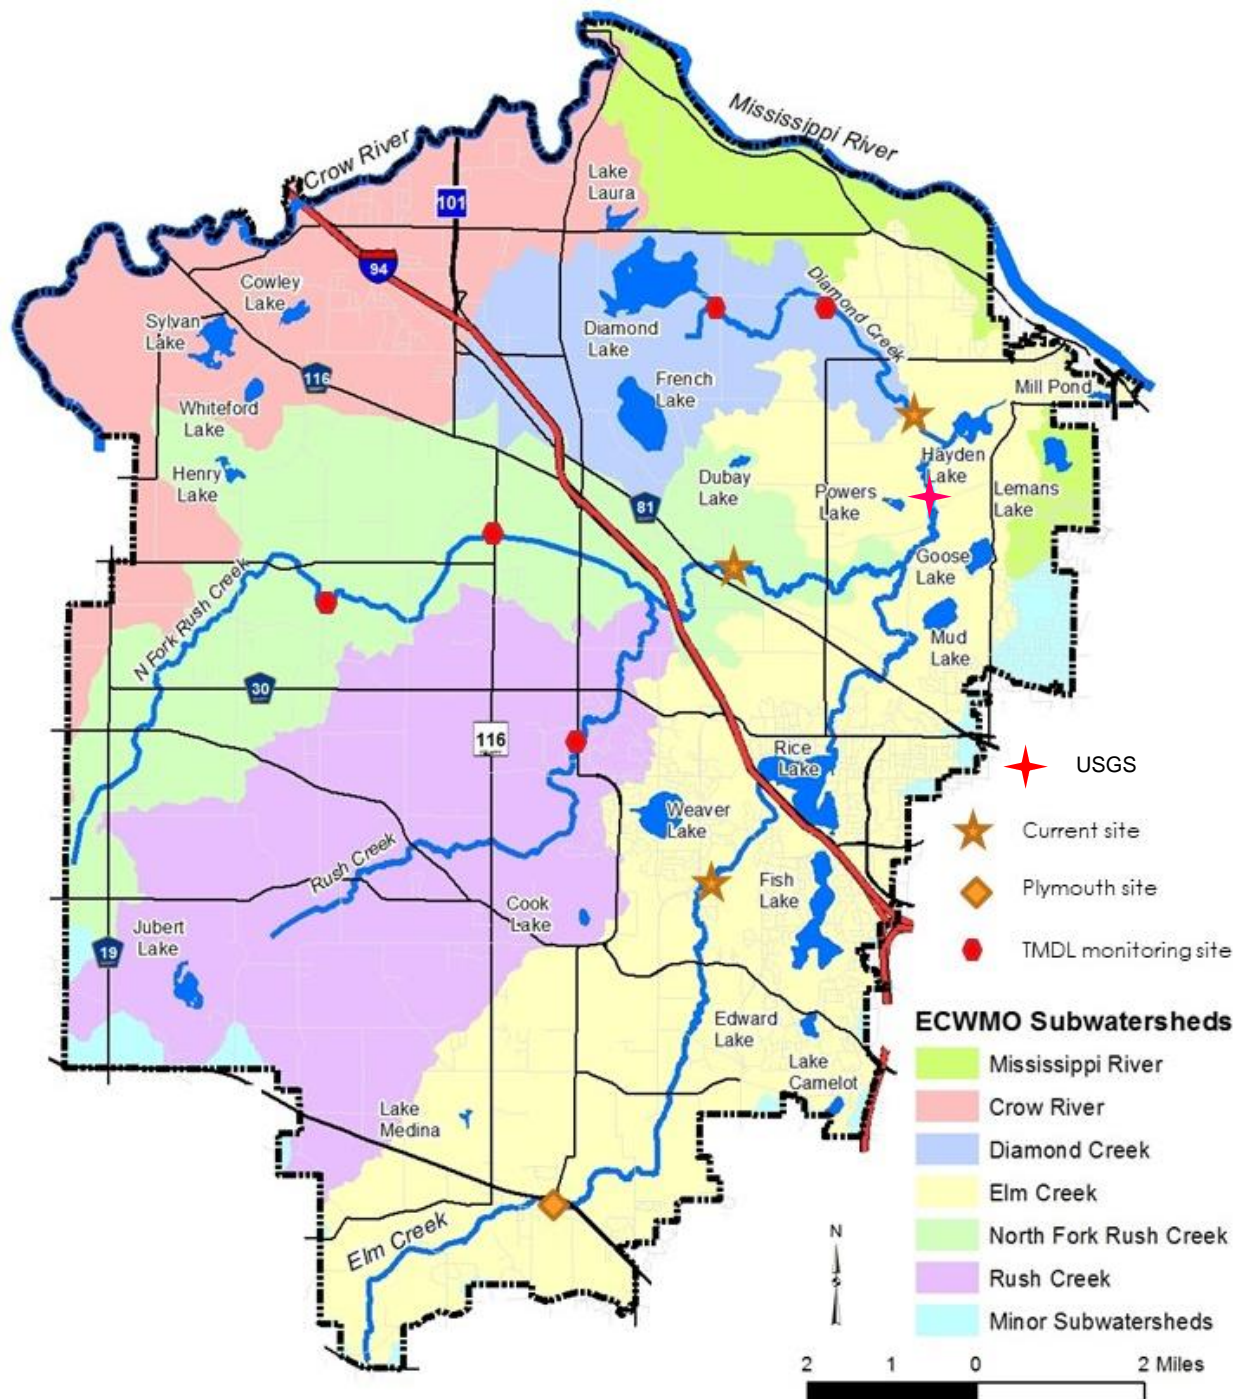 Mississippi River
Crow River
Lake
Laura
101
94
Cowley
Lake
Diamond Creek
Sylvan
Lake
Diamond
Lake
116
French
Lake
Mill Pond
Whiteford
Lake
Hayden
Lake
Henry
Lake
Dubay
Lake
Powers
Lake
Lemans
Lake
81
Goose
Lake
N Fork Rush Creek
Mud
Lake
30
116
Rice
Lake
USGS
Weaver
Lake
Current site
Rush Creek
Fish
Lake
Plymouth site
Cook
Lake
Jubert
Lake
19
TMDL monitoring site
Edward
Lake
ECWMO Subwatersheds
Lake
Camelot
Mississippi River
Crow River
Lake
Medina
Diamond Creek
Elm Creek
Elm Creek
N
North Fork Rush Creek
Rush Creek
Minor Subwatersheds
2 1 0 2 Miles